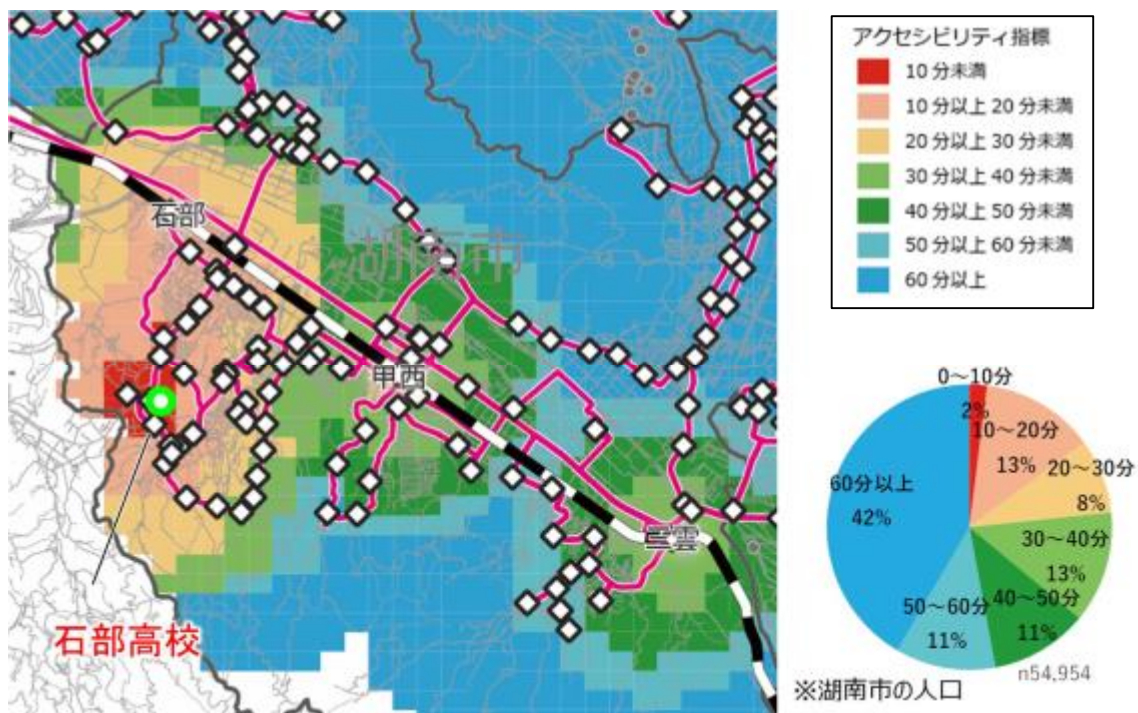 石部
湖南市
甲西
三雲
石部高校
アクセシビリティ指標
10分未満
10分以上20分未満
20分以上30分未満
30分以上40分未満
40分以上50分未満
50分以上60分未満
60分以上
0～10分
2%
10～20分
13%
20～30分
8%
30～40分
13%
40～50分
11%
50～60分
11%
60分以上
42%
n54,954
※湖南市の人口